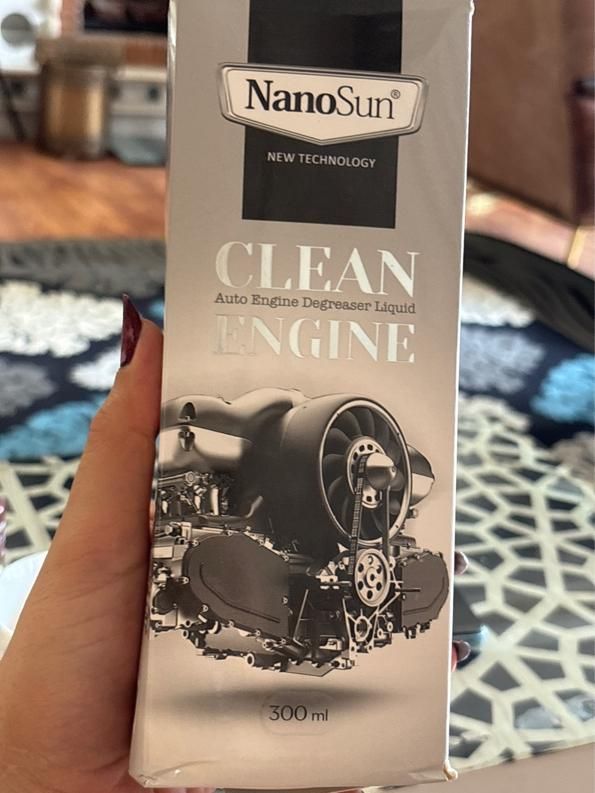 NanoSun®
NEW TECHNOLOGY
CLEAN
Auto Engine Degreaser Liquid
ENGINE
300 ml